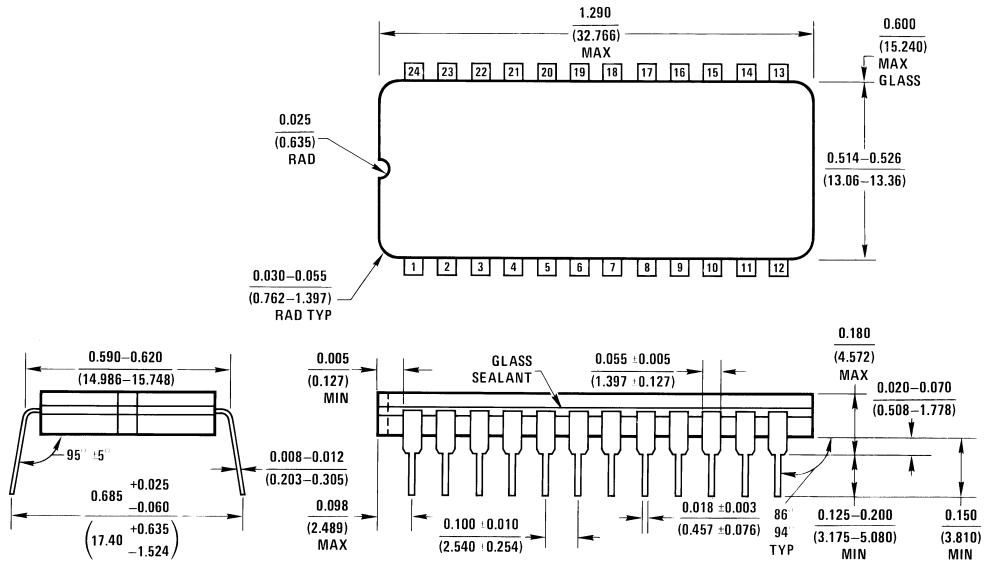 1.290
(32.766)
MAX
0.600
(15.240)
MAX
GLASS
24 23 22 21 20 19 18 17 16 15 14 13
0.025
(0.635)
RAD
0.514–0.526
(13.06–13.36)
1 2 3 4 5 6 7 8 9 10 11 12
0.030–0.055
(0.762–1.397)
RAD TYP
0.590–0.620
(14.986–15.748)
0.005
(0.127)
MIN
GLASS
SEALANT
0.055 ±0.005
(1.397 ±0.127)
0.180
(4.572)
MAX
0.020–0.070
(0.508–1.778)
95° ±5°
0.008–0.012
(0.203–0.305)
0.685 +0.025
−0.060
(17.40 +0.635
−1.524)
0.098
(2.489)
MAX
0.100 ±0.010
(2.540 ±0.254)
0.018 ±0.003
(0.457 ±0.076)
86°
94°
TYP
0.125–0.200
(3.175–5.080)
MIN
0.150
(3.810)
MIN